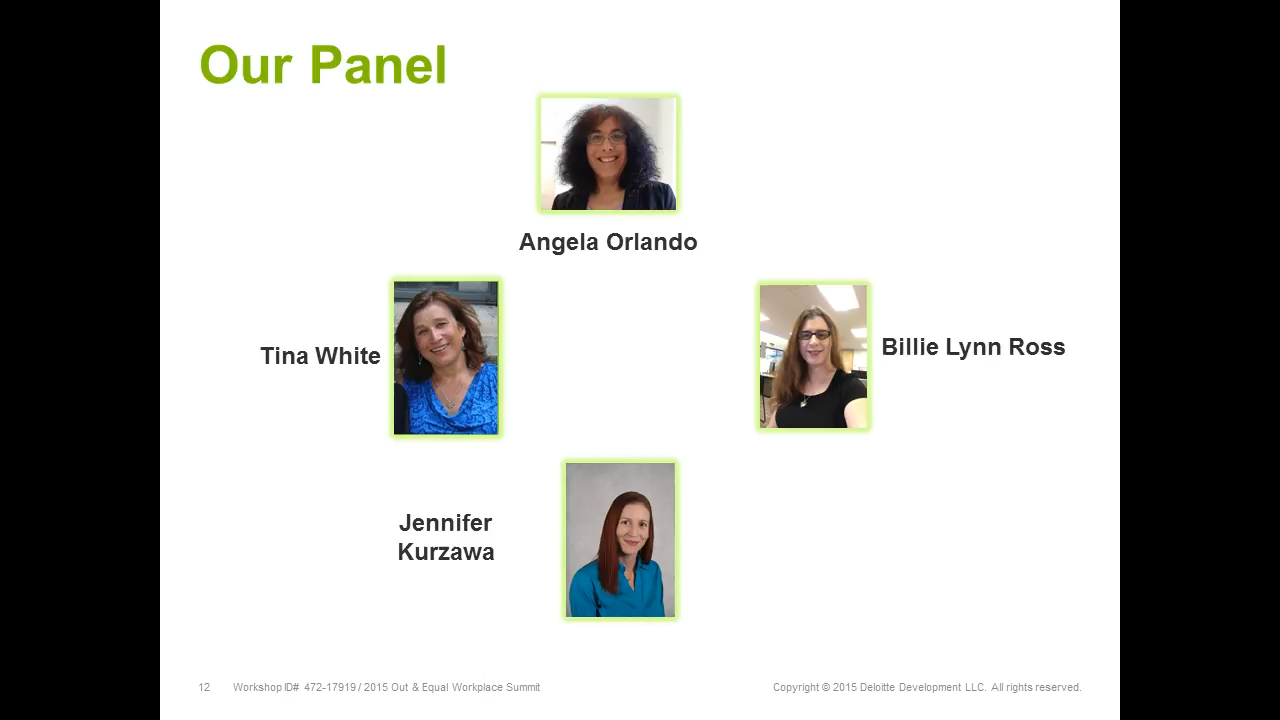 Our Panel
Angela Orlando
Tina White
Billie Lynn Ross
Jennifer
Kurzawa
12 Workshop ID# 472-17919 / 2015 Out & Equal Workplace Summit
Copyright © 2015 Deloitte Development LLC. All rights reserved.